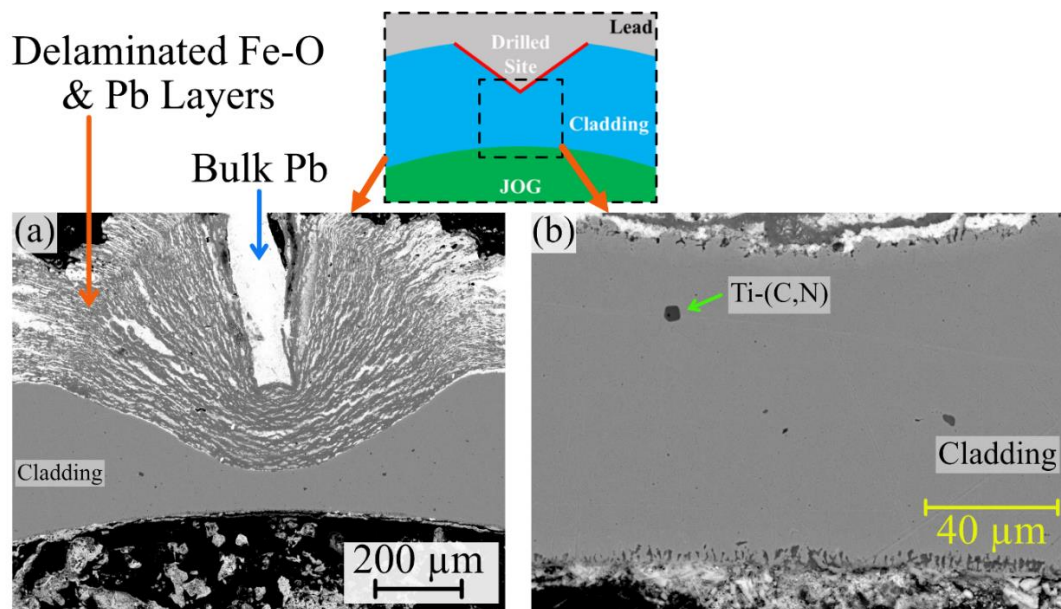 Delaminated Fe-O
& Pb Layers
Bulk Pb
Lead
Drilled
Site
Cladding
JOG
(a)
Cladding
200 µm
(b)
Ti-(C,N)
Cladding
40 µm